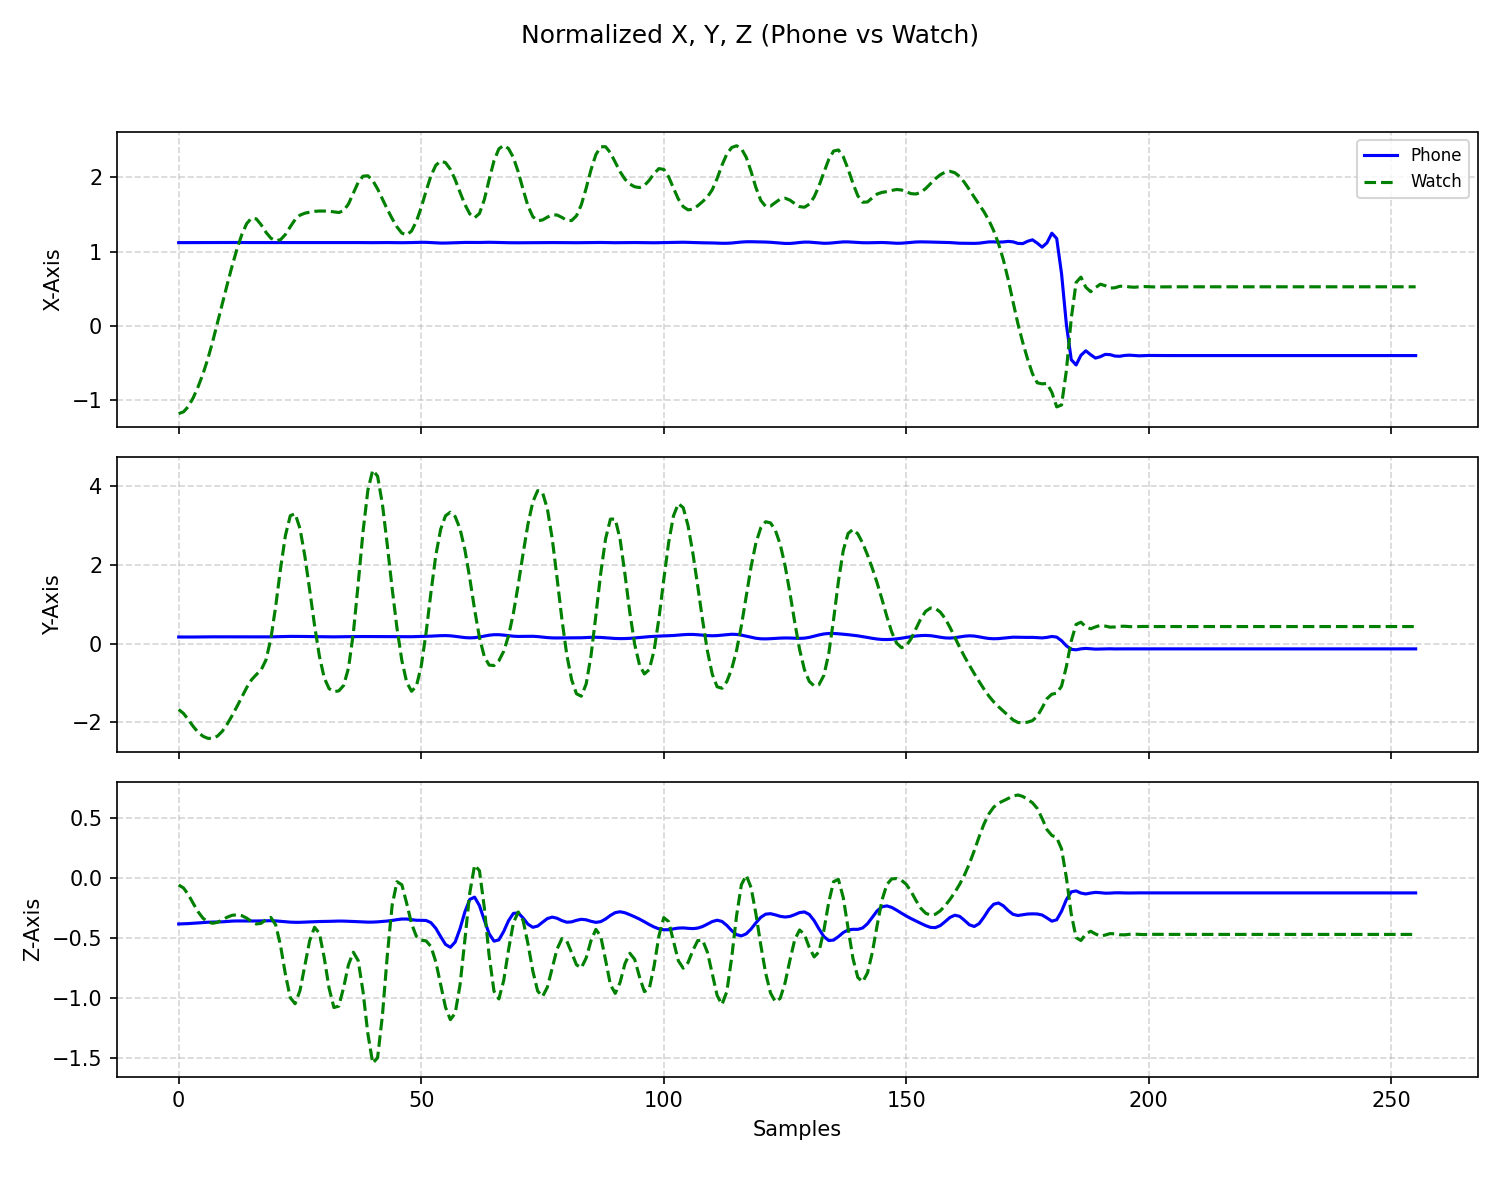 Normalized X, Y, Z (Phone vs Watch)
Phone
Watch
2
1
0
−1
X-Axis
4
2
0
−2
Y-Axis
0.5
0.0
−0.5
−1.0
−1.5
Z-Axis
0 50 100 150 200 250
Samples